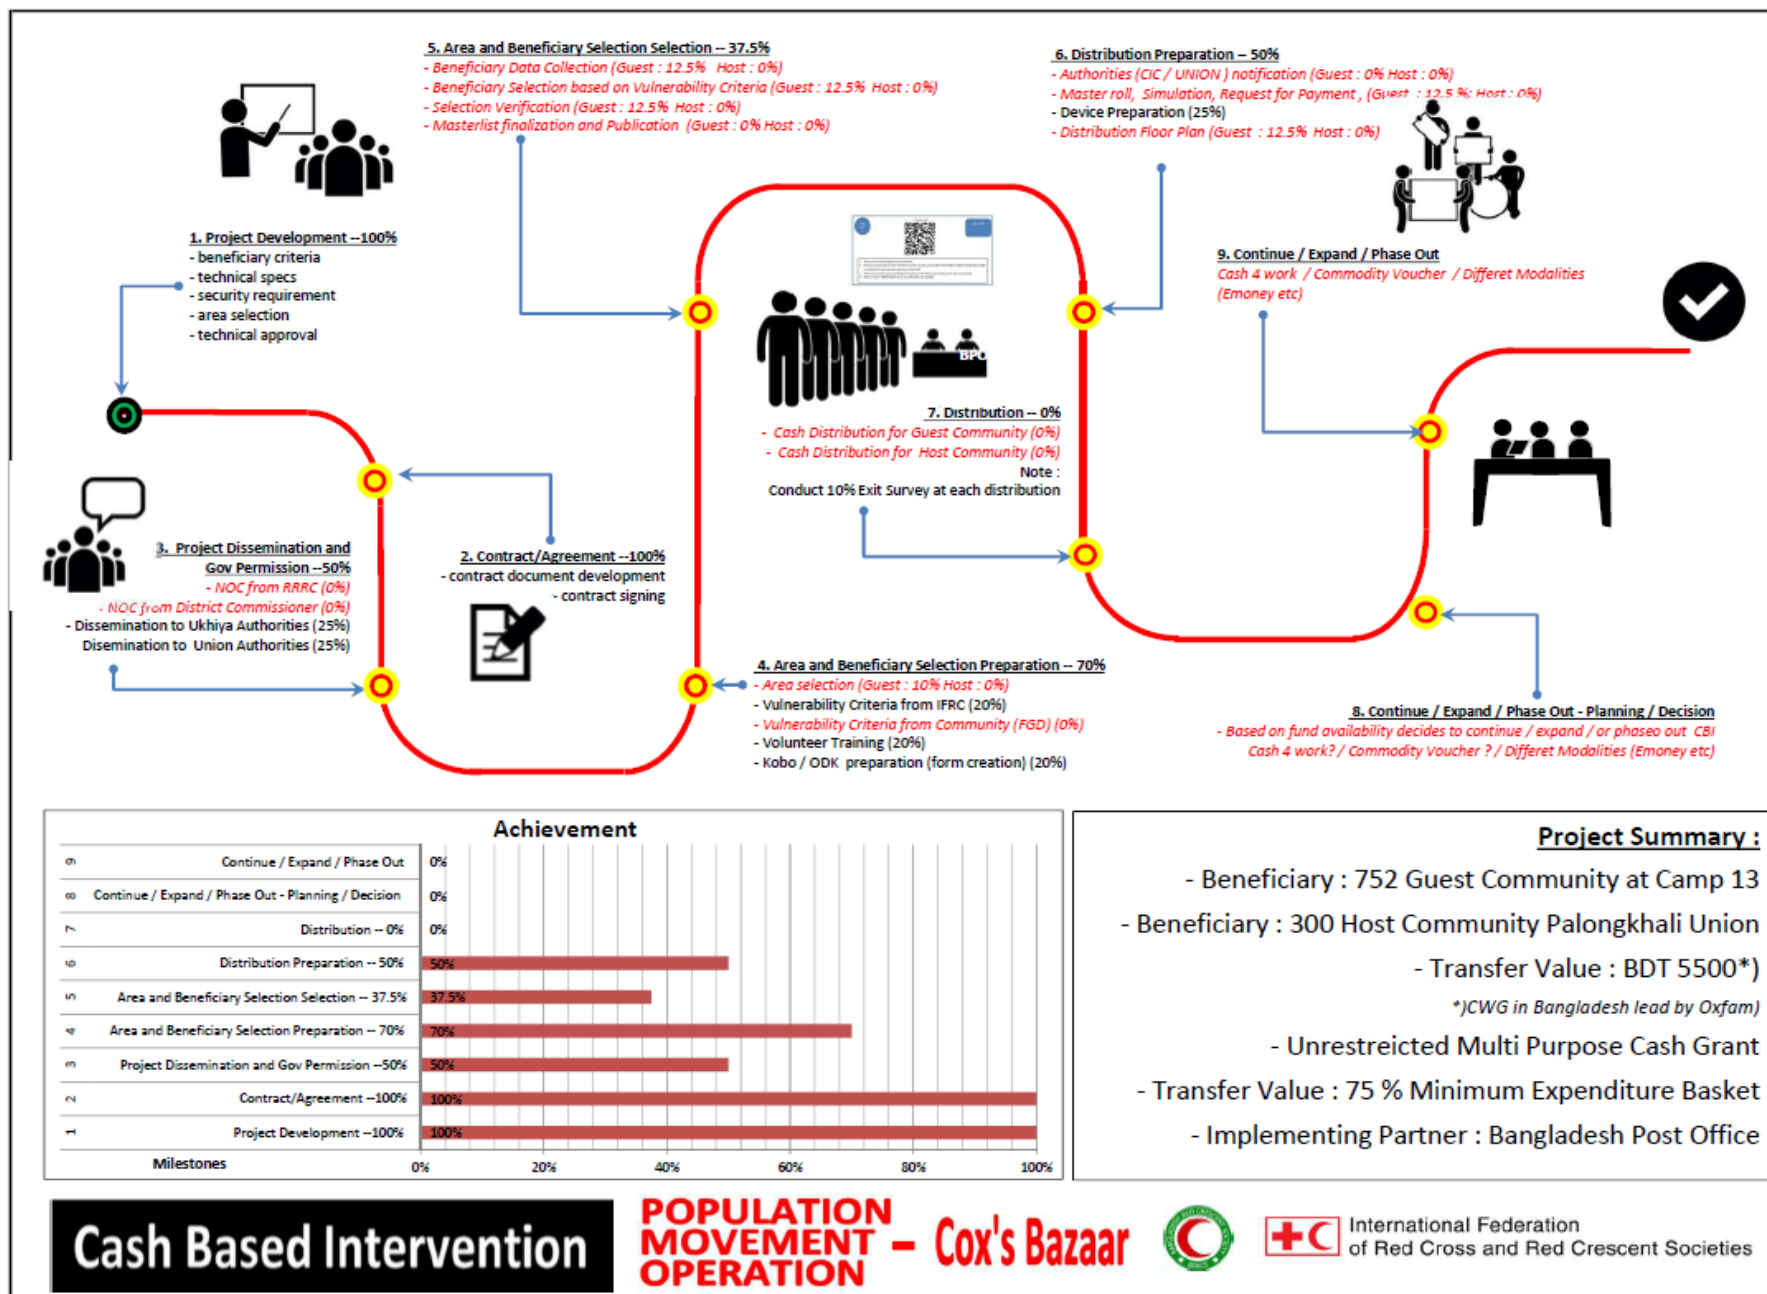 5. Area and Beneficiary Selection Selection -- 37.5%
- Beneficiary Data Collection (Guest : 12.5% Host : 0%)
- Beneficiary Selection based on Vulnerability Criteria (Guest : 12.5% Host : 0%)
- Selection Verification (Guest : 12.5% Host : 0%)
- Masterlist finalization and Publication (Guest : 0% Host : 0%)
6. Distribution Preparation -- 50%
- Authorities (CIC / UNION ) notification (Guest : 0% Host : 0%)
- Master roll, Simulation, Request for Payment , (Guest : 12.5 % Host : 0%)
- Device Preparation (25%)
- Distribution Floor Plan (Guest : 12.5% Host : 0%)
1. Project Development --100%
- beneficiary criteria
- technical specs
- security requirement
- area selection
- technical approval
9. Continue / Expand / Phase Out
Cash 4 work / Commodity Voucher / Differet Modalities
(Emoney etc)
BPO
7. Distribution -- 0%
- Cash Distribution for Guest Community (0%)
- Cash Distribution for Host Community (0%)
Note :
Conduct 10% Exit Survey at each distribution
3. Project Dissemination and
Gov Permission --50%
- NOC from RRRC (0%)
- NOC from District Commissioner (0%)
- Dissemination to Ukhiya Authorities (25%)
Disemination to Union Authorities (25%)
2. Contract/Agreement --100%
- contract document development
- contract signing
4. Area and Beneficiary Selection Preparation -- 70%
- Area selection (Guest : 10% Host : 0%)
- Vulnerability Criteria from IFRC (20%)
- Vulnerability Criteria from Community (FGD) (0%)
- Volunteer Training (20%)
- Kobo / ODK preparation (form creation) (20%)
8. Continue / Expand / Phase Out - Planning / Decision
- Based on fund availability decides to continue / expand / or phaseo out CBI
Cash 4 work? / Commodity Voucher ? / Differet Modalities (Emoney etc)
Achievement
9 Continue / Expand / Phase Out 0%
8 Continue / Expand / Phase Out - Planning / Decision 0%
7 Distribution -- 0% 0%
6 Distribution Preparation -- 50% 50%
5 Area and Beneficiary Selection Selection -- 37.5% 37.5%
4 Area and Beneficiary Selection Preparation -- 70% 70%
3 Project Dissemination and Gov Permission --50% 50%
2 Contract/Agreement --100% 100%
1 Project Development --100% 100%
Milestones 0% 20% 40% 60% 80% 100%
Project Summary :
- Beneficiary : 752 Guest Community at Camp 13
- Beneficiary : 300 Host Community Palongkhali Union
- Transfer Value : BDT 5500*)
*)CWG in Bangladesh lead by Oxfam)
- Unrestreicted Multi Purpose Cash Grant
- Transfer Value : 75 % Minimum Expenditure Basket
- Implementing Partner : Bangladesh Post Office
Cash Based Intervention
POPULATION
MOVEMENT
OPERATION
– Cox's Bazaar
International Federation
of Red Cross and Red Crescent Societies